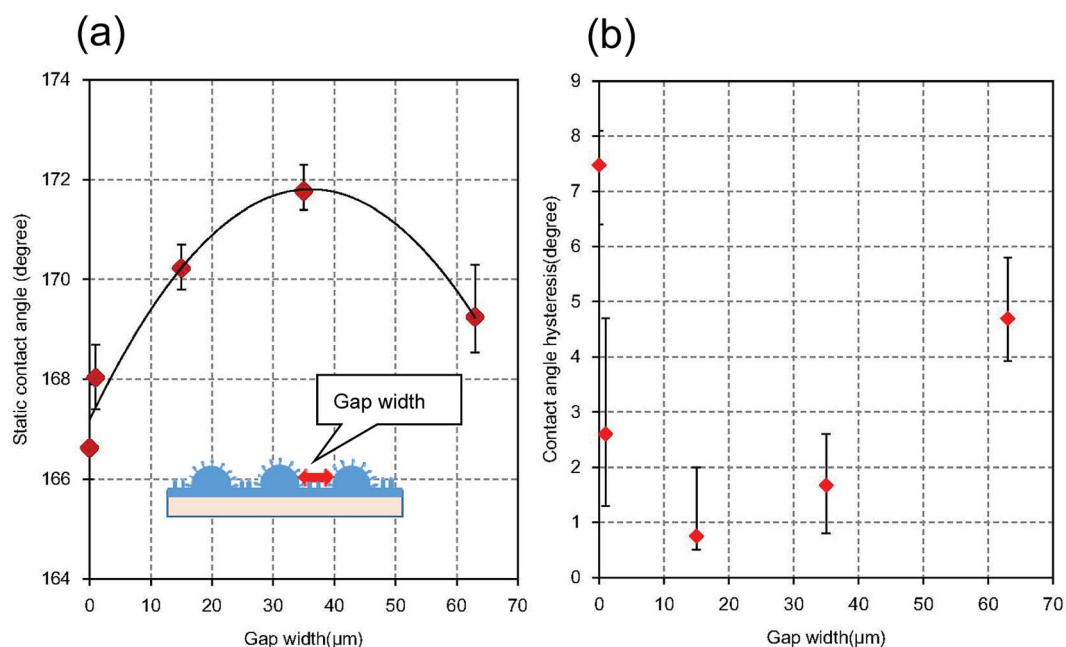 (a)
174
172
170
168
166
164
Static contact angle (degree)
Gap width
0 10 20 30 40 50 60 70
Gap width(μm)
(b)
9
8
7
6
5
4
3
2
1
0
Contact angle hysteresis(degree)
0 10 20 30 40 50 60 70
Gap width(μm)